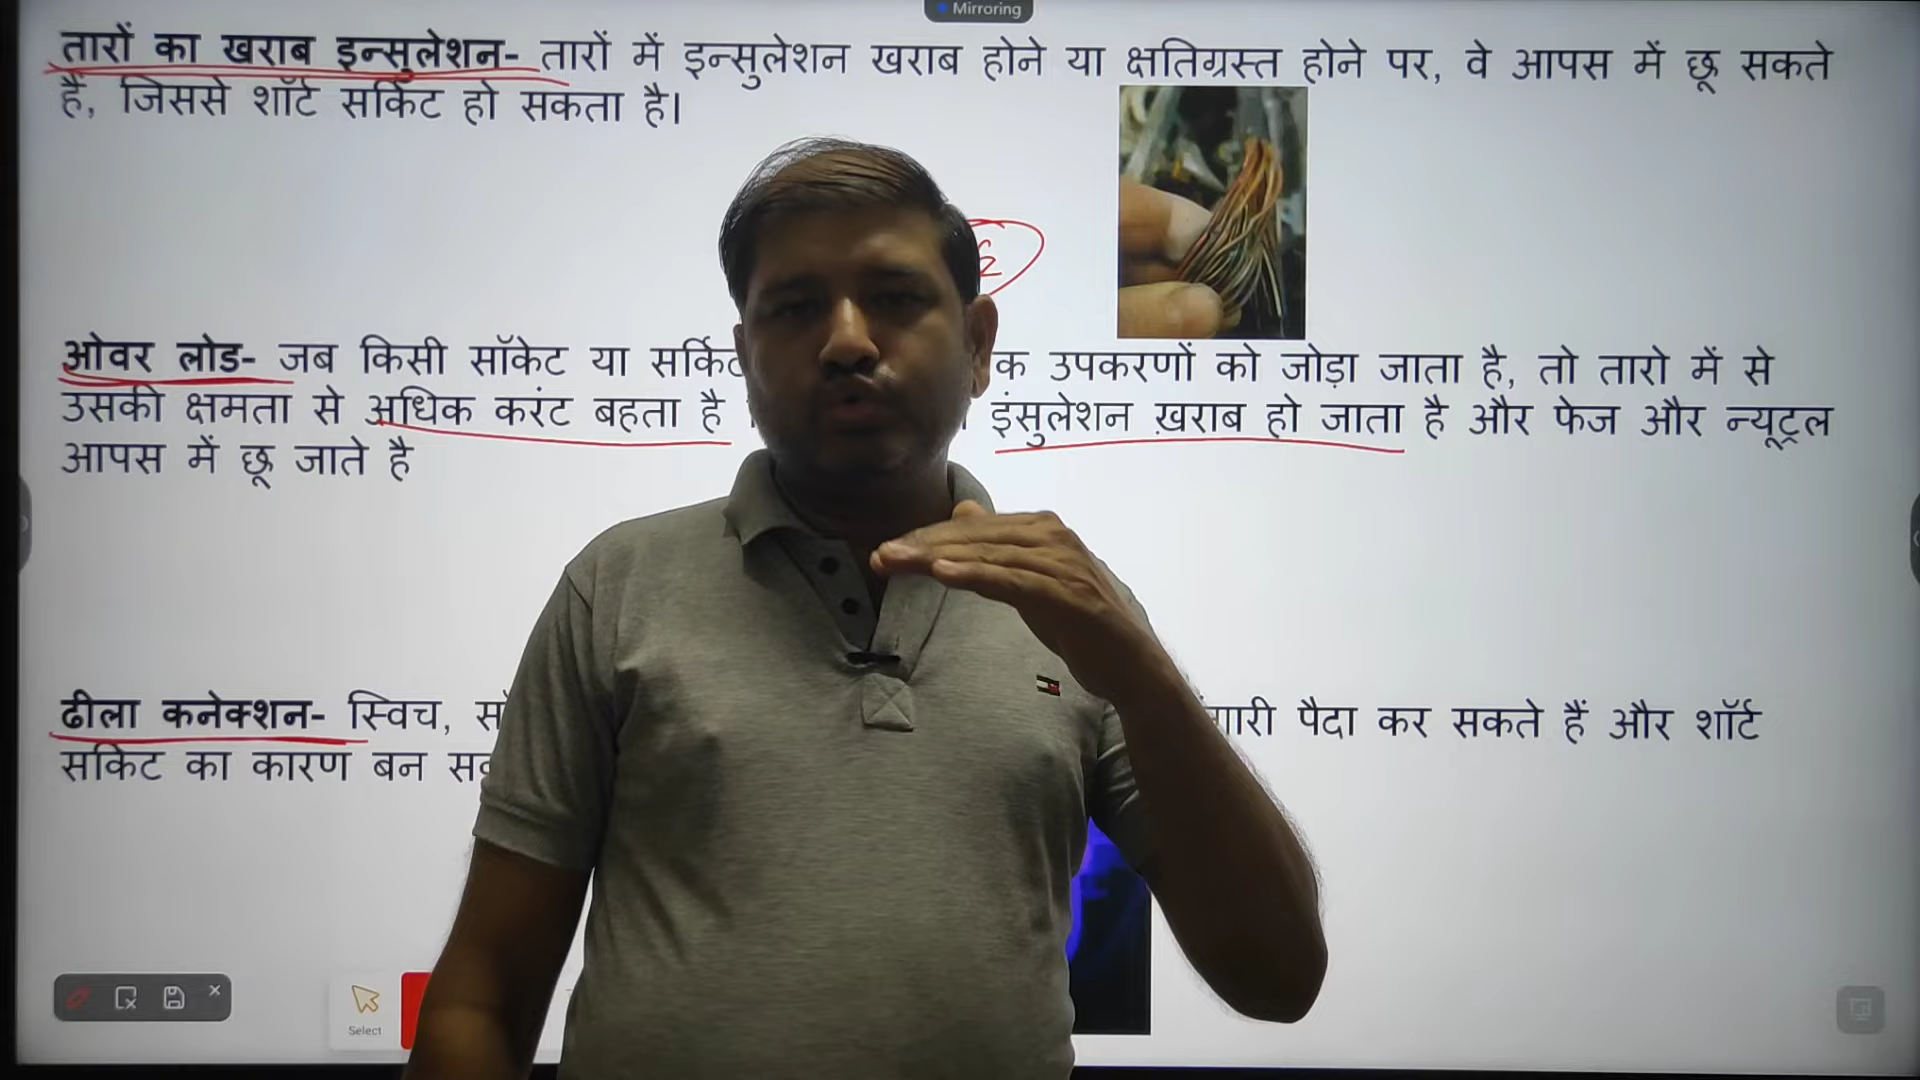 Mirroring
तारों का खराब इन्सुलेशन- तारों में इन्सुलेशन खराब होने या क्षतिग्रस्त होने पर, वे आपस में छू सकते
हैं, जिससे शॉर्ट सर्किट हो सकता है।
ओवर लोड- जब किसी सॉकेट या उपकरणों को जोड़ा जाता है, तो तारो में से
उसकी क्षमता से अधिक करंट बहता है इंसुलेशन ख़राब हो जाता है और फेज और न्यूट्रल
आपस में छू जाते है
ढीला कनेक्शन- स्विच, पैदा कर सकते हैं और शॉर्ट
सर्किट का कारण बन
Select